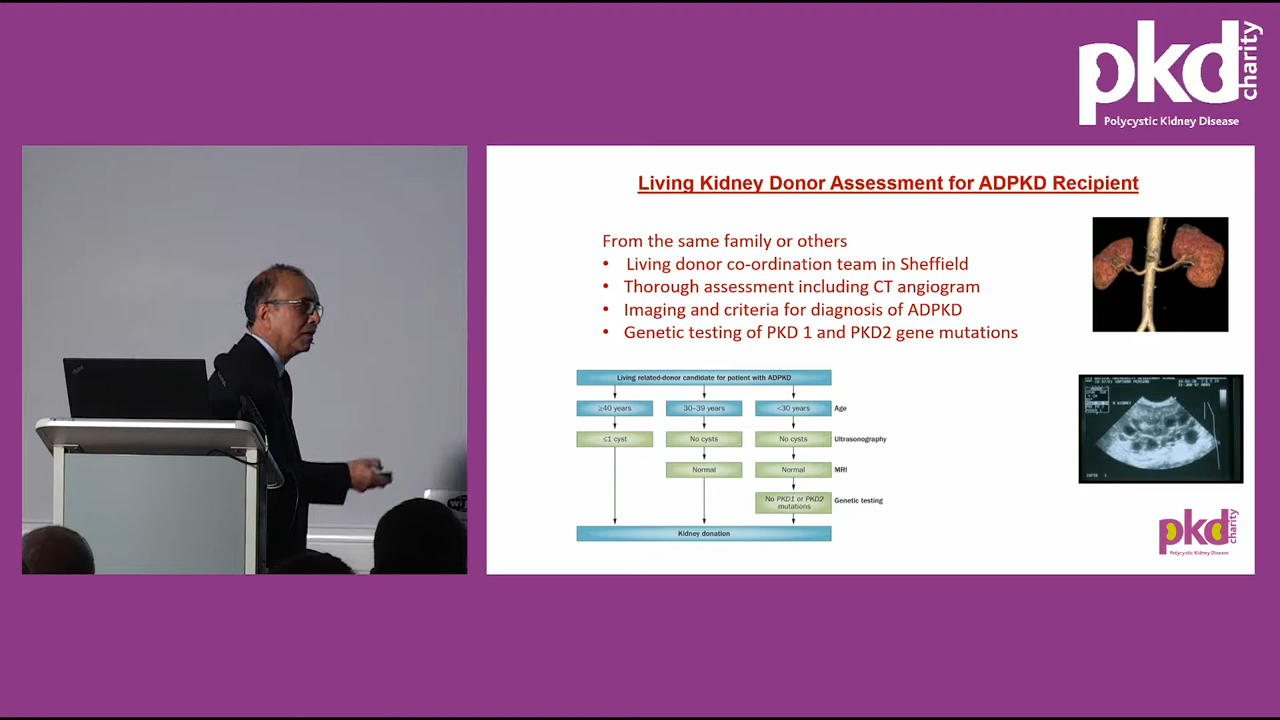 pkd
charity
Polycystic Kidney Disease
Living Kidney Donor Assessment for ADPKD Recipient
From the same family or others
• Living donor co-ordination team in Sheffield
• Thorough assessment including CT angiogram
• Imaging and criteria for diagnosis of ADPKD
• Genetic testing of PKD 1 and PKD2 gene mutations
Living related-donor candidate for patient with ADPKD
≥40 years
30–39 years
<30 years
Age
≤1 cyst
No cysts
No cysts
Ultrasonography
Normal
Normal
MRI
No PKD1 or PKD2
mutations
Genetic testing
Kidney donation
pkd
charity
Polycystic Kidney Disease